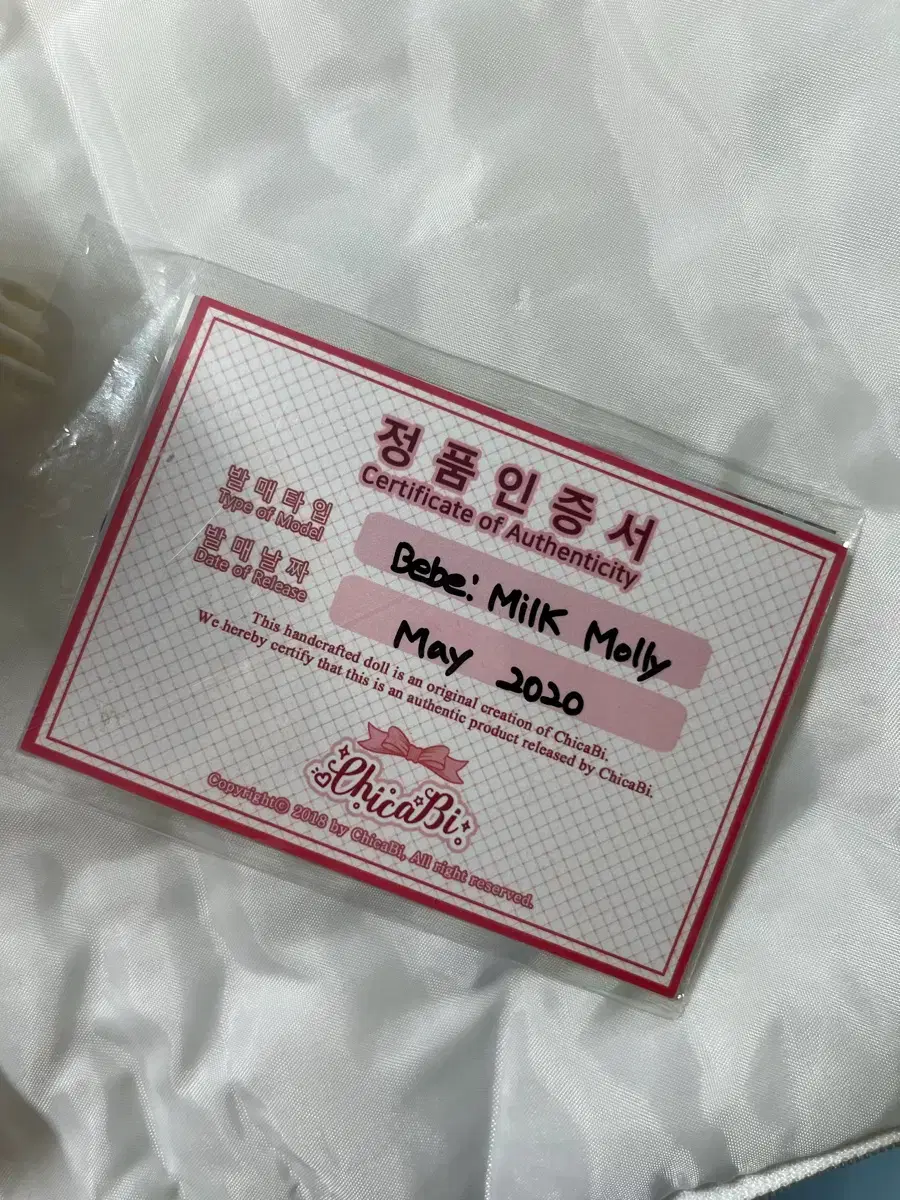 정품인증서
Certificate of Authenticity
발매타입
Type of Model
Bebe: Milk Molly
발매날짜
Date of Release
May 2020
This handcrafted doll is an original creation of ChicaBi.
We hereby certify that this is an authentic product released by ChicaBi.
ChicaBi
Copyright© 2018 by ChicaBi, All right reserved.